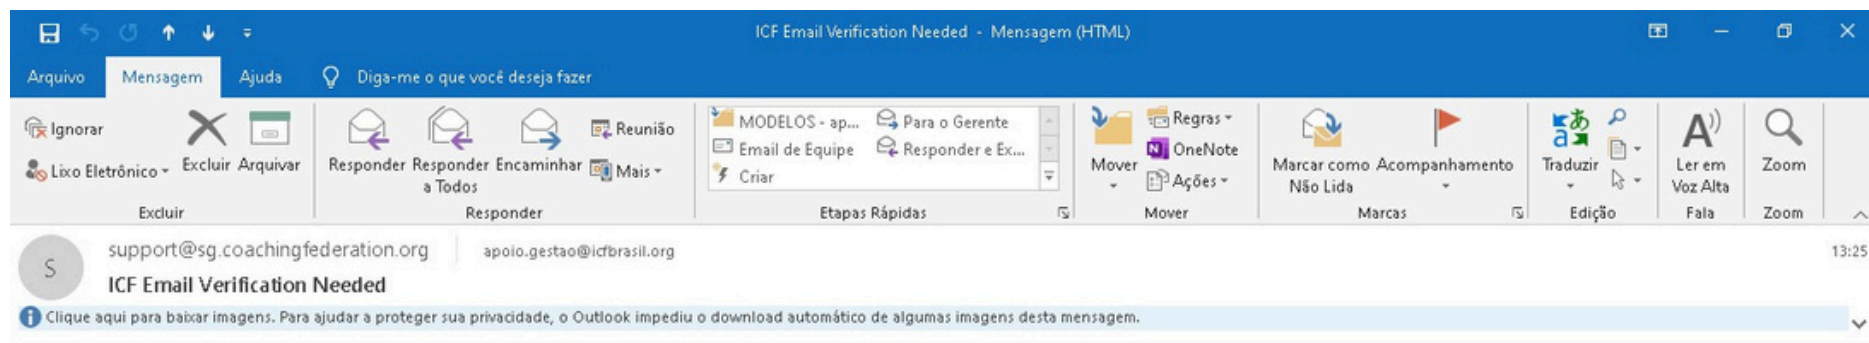 ICF Email Verification Needed - Mensagem (HTML)
Arquivo Mensagem Ajuda Diga-me o que você deseja fazer
Ignorar
Lixo Eletrônico
Excluir Arquivar
Excluir
Responder Responder a Todos Encaminhar
Reunião
Mais
Responder
MODELOS - ap... Para o Gerente
Email de Equipe Responder e Ex...
Criar
Etapas Rápidas
Mover
Regras
OneNote
Ações
Mover
Marcar como Não Lida Acompanhamento
Marcas
Traduzir
Edição
Ler em Voz Alta
Fala
Zoom
Zoom
S
support@sg.coachingfederation.org apoio.gestao@icfbrasil.org 13:25
ICF Email Verification Needed
Clique aqui para baixar imagens. Para ajudar a proteger sua privacidade, o Outlook impediu o download automático de algumas imagens desta mensagem.